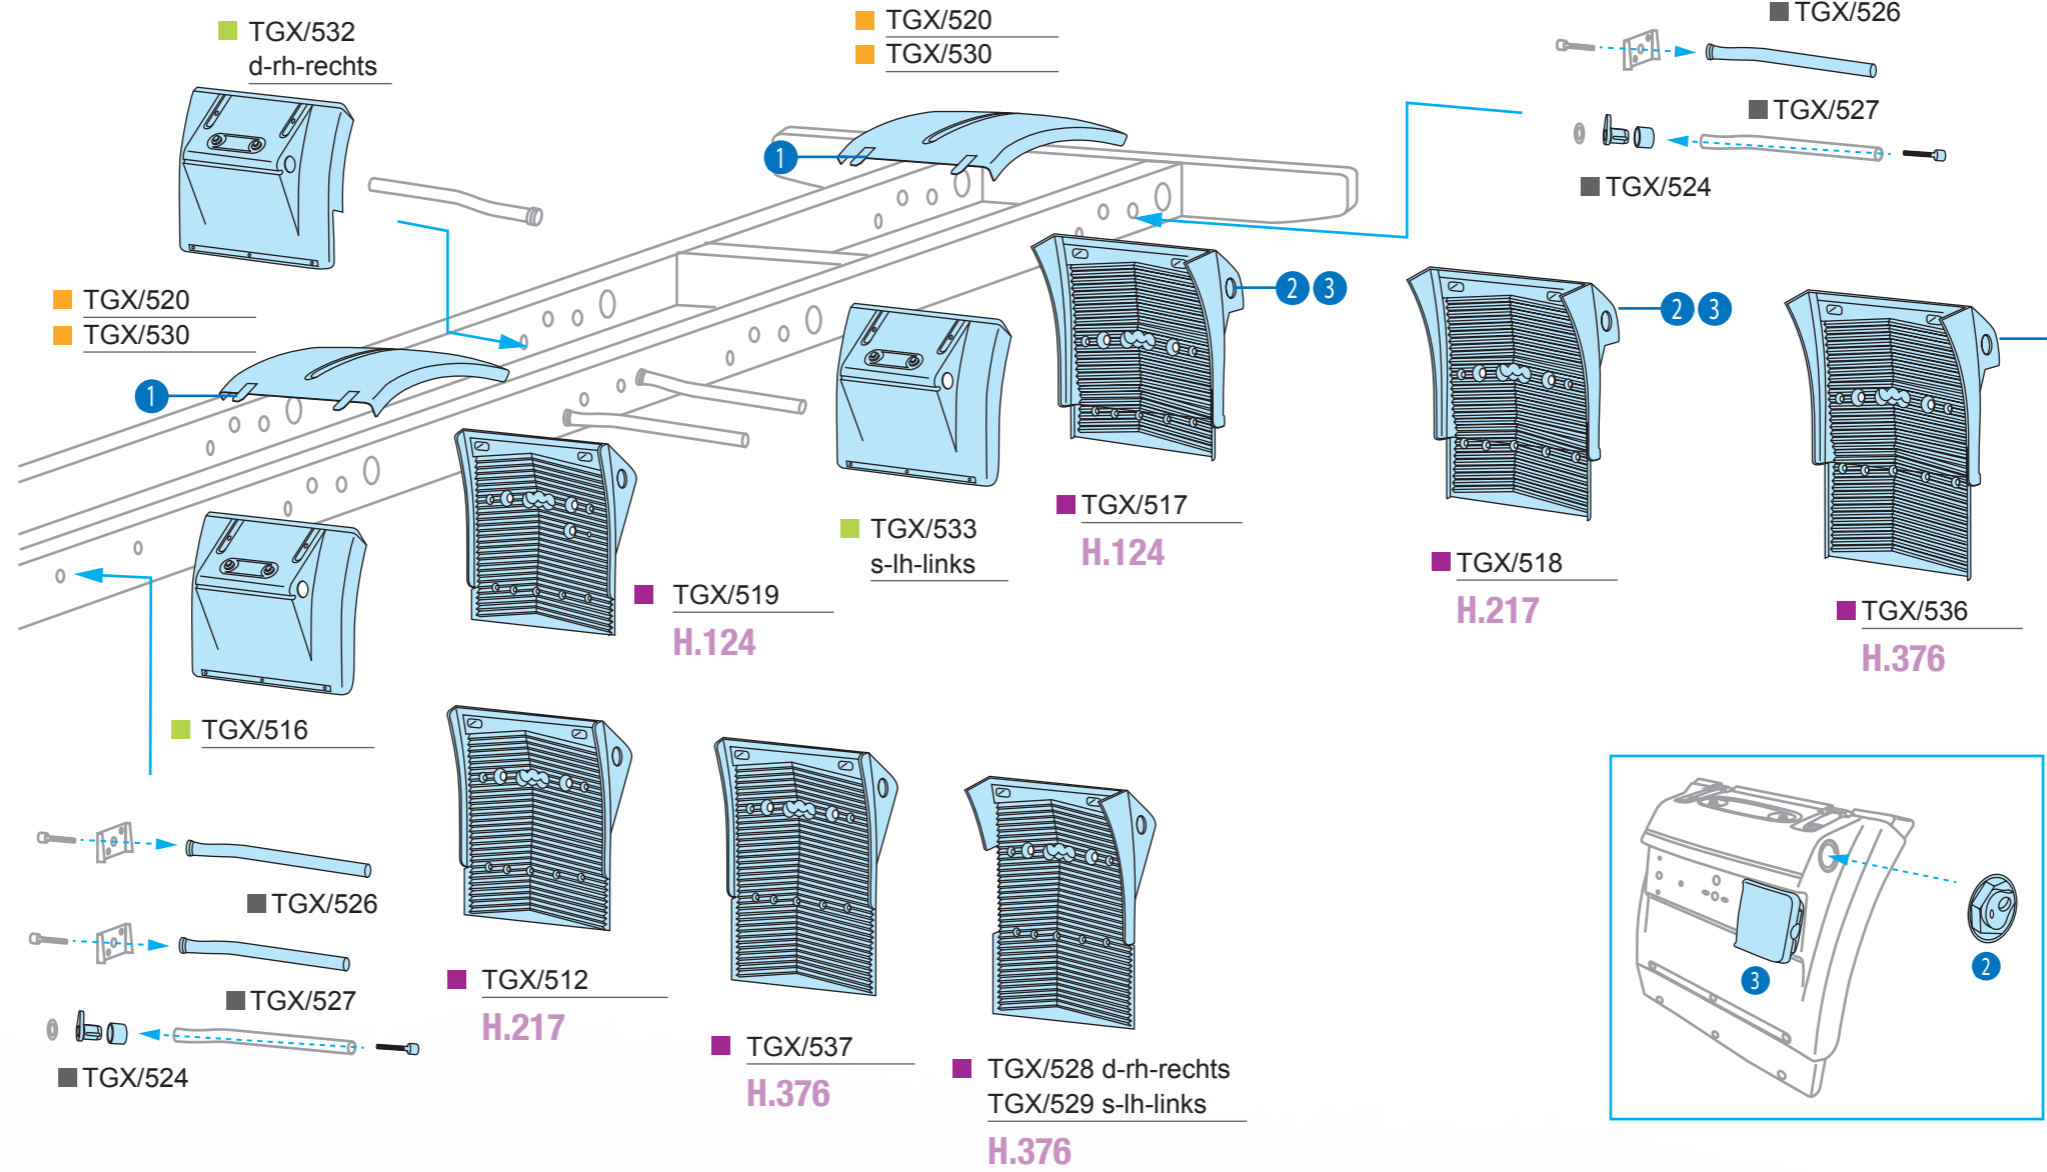 TGX/532
d-rh-rechts
TGX/520
TGX/530
TGX/526
TGX/527
TGX/524
1
2 3
2 3
TGX/520
TGX/530
1
TGX/517
H.124
TGX/533
s-lh-links
TGX/518
H.217
TGX/519
H.124
TGX/536
H.376
TGX/516
TGX/526
TGX/527
TGX/524
TGX/512
H.217
TGX/537
H.376
TGX/528 d-rh-rechts
TGX/529 s-lh-links
H.376
2
3